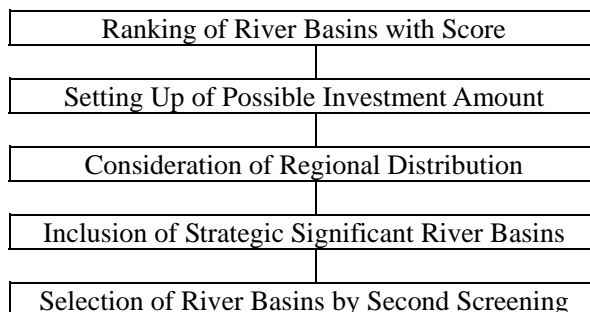 Ranking of River Basins with Score
Setting Up of Possible Investment Amount
Consideration of Regional Distribution
Inclusion of Strategic Significant River Basins
Selection of River Basins by Second Screening